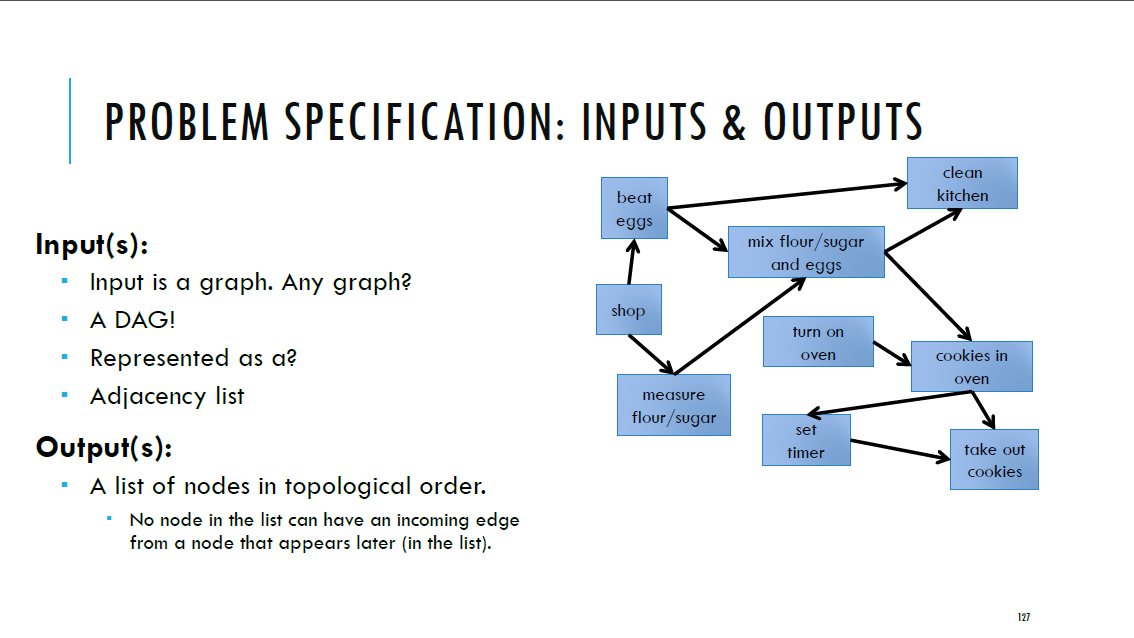 PROBLEM SPECIFICATION: INPUTS & OUTPUTS
Input(s):
▪ Input is a graph. Any graph?
▪ A DAG!
▪ Represented as a?
▪ Adjacency list
Output(s):
▪ A list of nodes in topological order.
▪ No node in the list can have an incoming edge
from a node that appears later (in the list).
beat
eggs
clean
kitchen
mix flour/sugar
and eggs
shop
turn on
oven
cookies in
oven
measure
flour/sugar
set
timer
take out
cookies
127